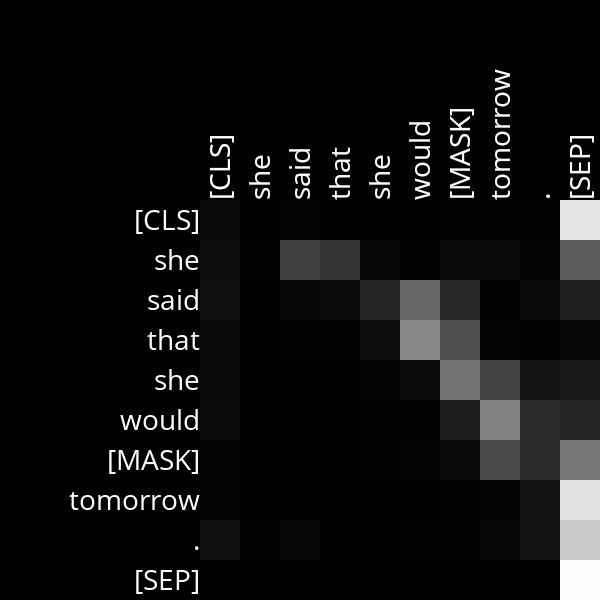 [CLS] she said that she would [MASK] tomorrow . [SEP]
[CLS]
she
said
that
she
would
[MASK]
tomorrow
.
[SEP]